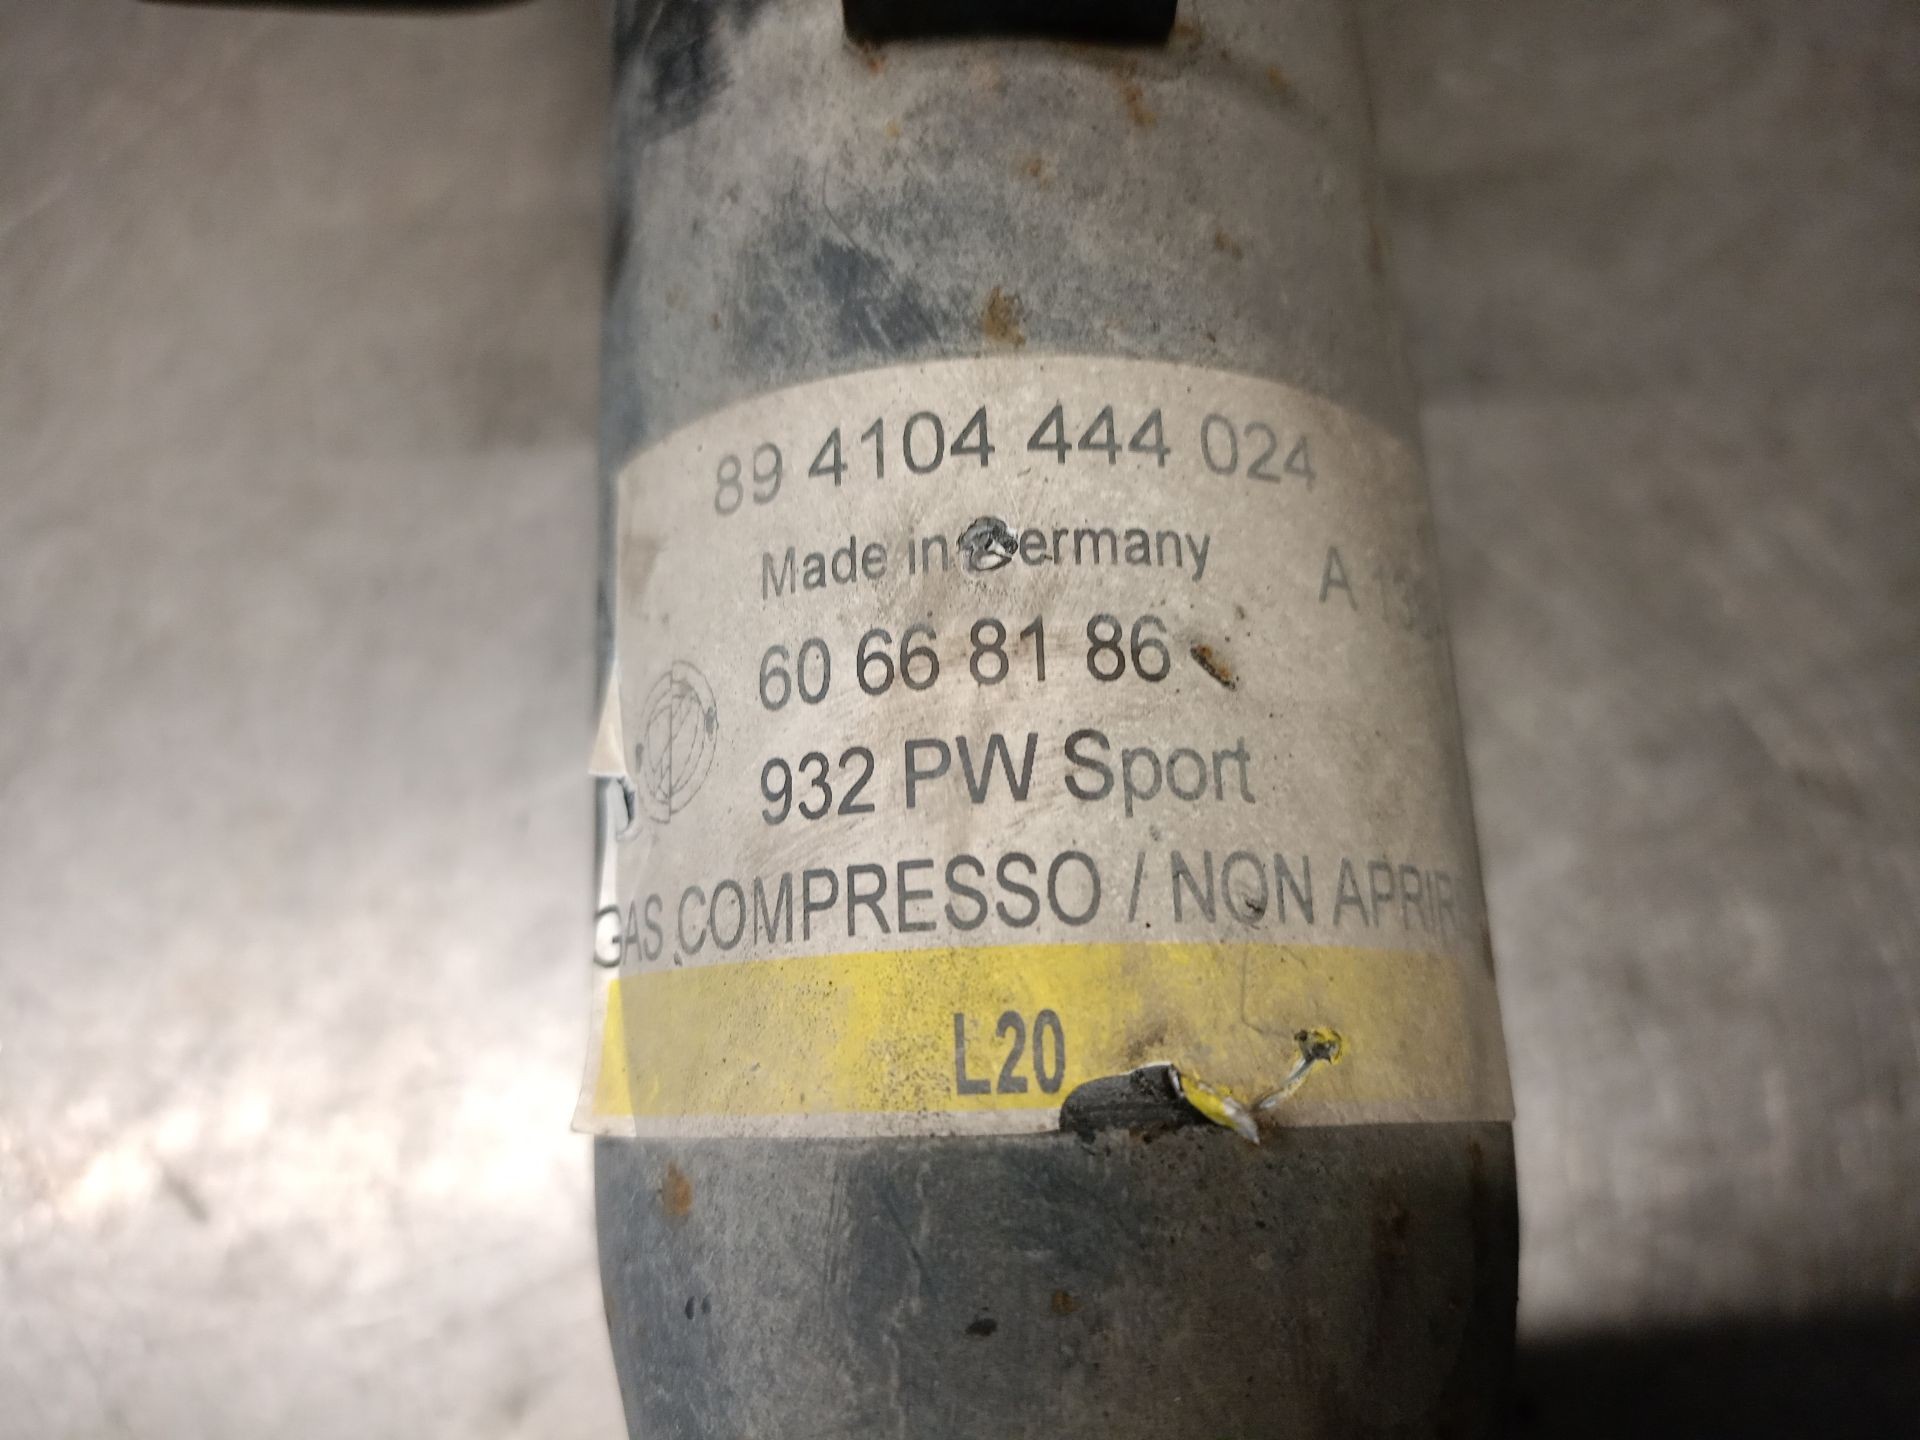 89 4104 444 024
Made in Germany
A
60 66 81 86
932 PW Sport
GAS COMPRESSO / NON APRIRE
L20